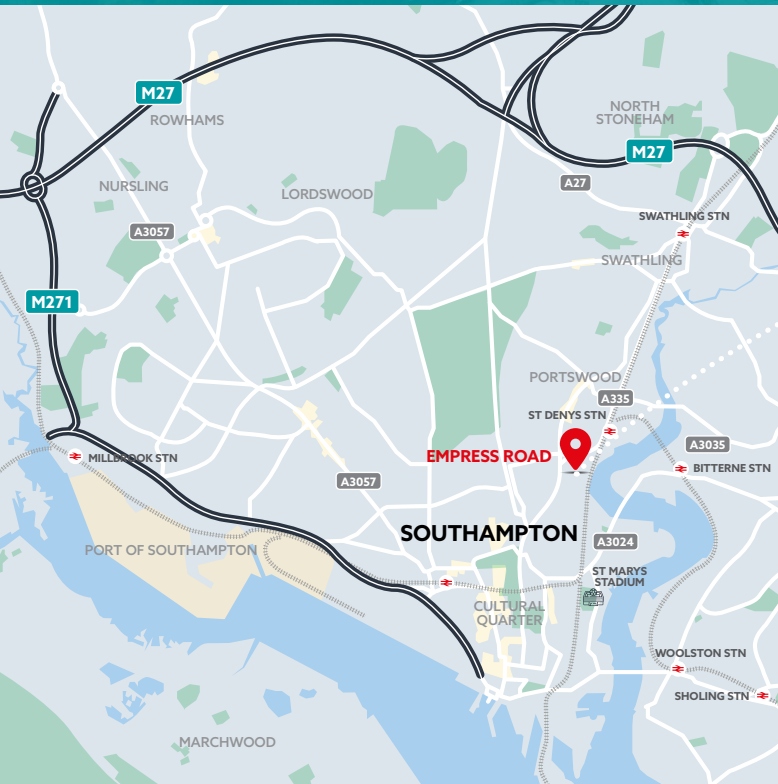 M27
ROWHAMS
NORTH
STONEHAM
M27
NURSLING
LORDSWOOD
A27
SWATHLING STN
A3057
SWATHLING
M271
PORTSWOOD
A335
ST DENYS STN
A3035
EMPRESS ROAD
MILLBROOK STN
BITTERNE STN
A3057
SOUTHAMPTON
A3024
PORT OF SOUTHAMPTON
ST MARYS
STADIUM
CULTURAL
QUARTER
WOOLSTON STN
SHOLING STN
MARCHWOOD